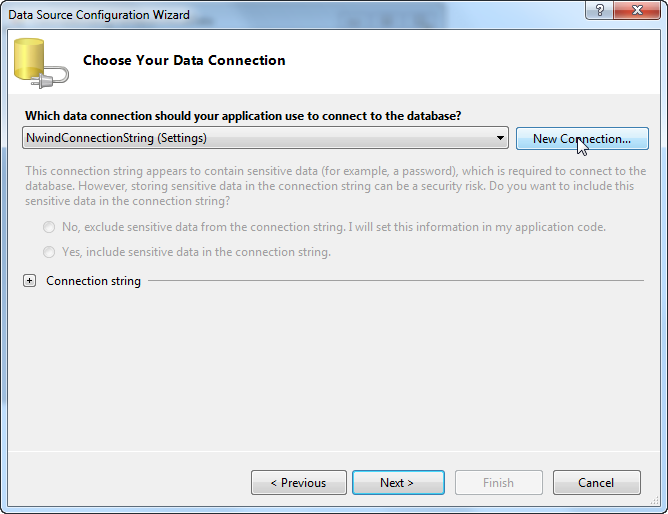 Data Source Configuration Wizard
?
Choose Your Data Connection
Which data connection should your application use to connect to the database?
NwindConnectionString (Settings)
New Connection...
This connection string appears to contain sensitive data (for example, a password), which is required to connect to the
database. However, storing sensitive data in the connection string can be a security risk. Do you want to include this
sensitive data in the connection string?
No, exclude sensitive data from the connection string. I will set this information in my application code.
Yes, include sensitive data in the connection string.
Connection string
< Previous
Next >
Finish
Cancel